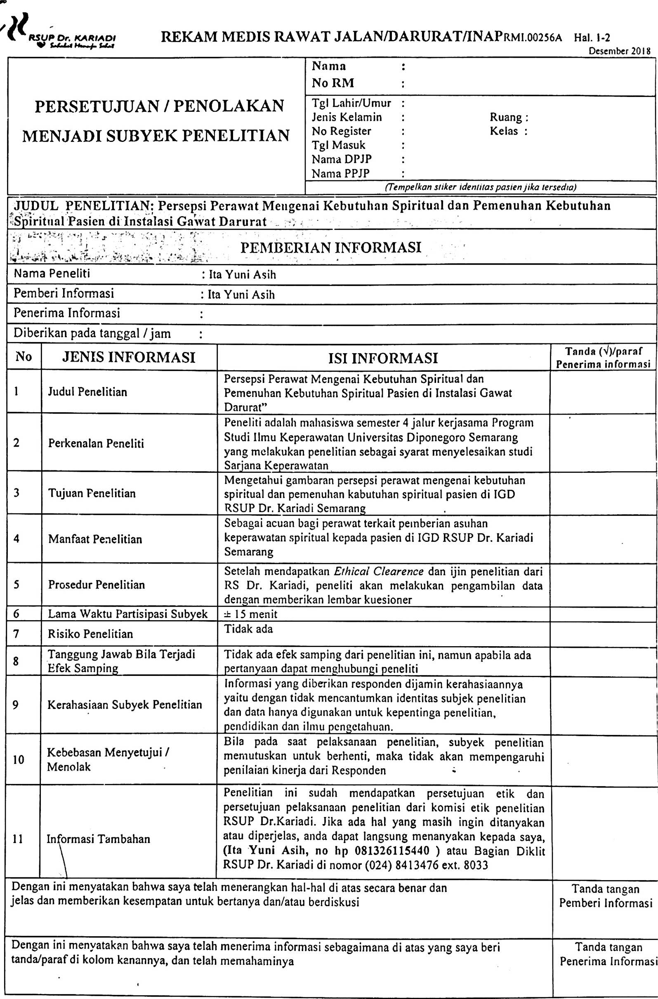 RSUP Dr. KARIADI
Sahabat Menuju Sehat
REKAM MEDIS RAWAT JALAN/DARURAT/INAP RM1.00256A Hal. 1-2
Desember 2018
PERSETUJUAN / PENOLAKAN
MENJADI SUBYEK PENELITIAN
Nama :
No RM :
Tgl Lahir/Umur :
Jenis Kelamin : Ruang :
No Register : Kelas :
Tgl Masuk :
Nama DPJP :
Nama PPJP :
(Tempelkan stiker identitas pasien jika tersedia)
JUDUL PENELITIAN: Persepsi Perawat Mengenai Kebutuhan Spiritual dan Pemenuhan Kebutuhan
Spiritual Pasien di Instalasi Gawat Darurat
PEMBERIAN INFORMASI
Nama Peneliti : Ita Yuni Asih
Pemberi Informasi : Ita Yuni Asih
Penerima Informasi :
Diberikan pada tanggal / jam :
No JENIS INFORMASI ISI INFORMASI Tanda (√)/paraf
Penerima informasi
1 Judul Penelitian
Persepsi Perawat Mengenai Kebutuhan Spiritual dan
Pemenuhan Kebutuhan Spiritual Pasien di Instalasi Gawat
Darurat”
2 Perkenalan Peneliti
Peneliti adalah mahasiswa semester 4 jalur kerjasama Program
Studi Ilmu Keperawatan Universitas Diponegoro Semarang
yang melakukan penelitian sebagai syarat menyelesaikan studi
Sarjana Keperawatan
3 Tujuan Penelitian
Mengetahui gambaran persepsi perawat mengenai kebutuhan
spiritual dan pemenuhan kabutuhan spiritual pasien di IGD
RSUP Dr. Kariadi Semarang
4 Manfaat Penelitian
Sebagai acuan bagi perawat terkait pemberian asuhan
keperawatan spiritual kepada pasien di IGD RSUP Dr. Kariadi
Semarang
5 Prosedur Penelitian
Setelah mendapatkan Ethical Clearence dan ijin penelitian dari
RS Dr. Kariadi, peneliti akan melakukan pengambilan data
dengan memberikan lembar kuesioner
6 Lama Waktu Partisipasi Subyek ± 15 menit
7 Risiko Penelitian Tidak ada
8 Tanggung Jawab Bila Terjadi
Efek Samping
Tidak ada efek samping dari penelitian ini, namun apabila ada
pertanyaan dapat menghubungi peneliti
9 Kerahasiaan Subyek Penelitian
Informasi yang diberikan responden dijamin kerahasiaannya
yaitu dengan tidak mencantumkan identitas subjek penelitian
dan data hanya digunakan untuk kepentinga penelitian,
pendidikan dan ilmu pengetahuan.
10 Kebebasan Menyetujui /
Menolak
Bila pada saat pelaksanaan penelitian, subyek penelitian
memutuskan untuk berhenti, maka tidak akan mempengaruhi
penilaian kinerja dari Responden
11 Informasi Tambahan
Penelitian ini sudah mendapatkan persetujuan etik dan
persetujuan pelaksanaan penelitian dari komisi etik penelitian
RSUP Dr.Kariadi. Jika ada hal yang masih ingin ditanyakan
atau diperjelas, anda dapat langsung menanyakan kepada saya,
(Ita Yuni Asih, no hp 081326115440 ) atau Bagian Diklit
RSUP Dr. Kariadi di nomor (024) 8413476 ext. 8033
Dengan ini menyatakan bahwa saya telah menerangkan hal-hal di atas secara benar dan
jelas dan memberikan kesempatan untuk bertanya dan/atau berdiskusi
Tanda tangan
Pemberi Informasi
Dengan ini menyatakan bahwa saya telah menerima informasi sebagaimana di atas yang saya beri
tanda/paraf di kolom kanannya, dan telah memahaminya
Tanda tangan
Penerima Informasi